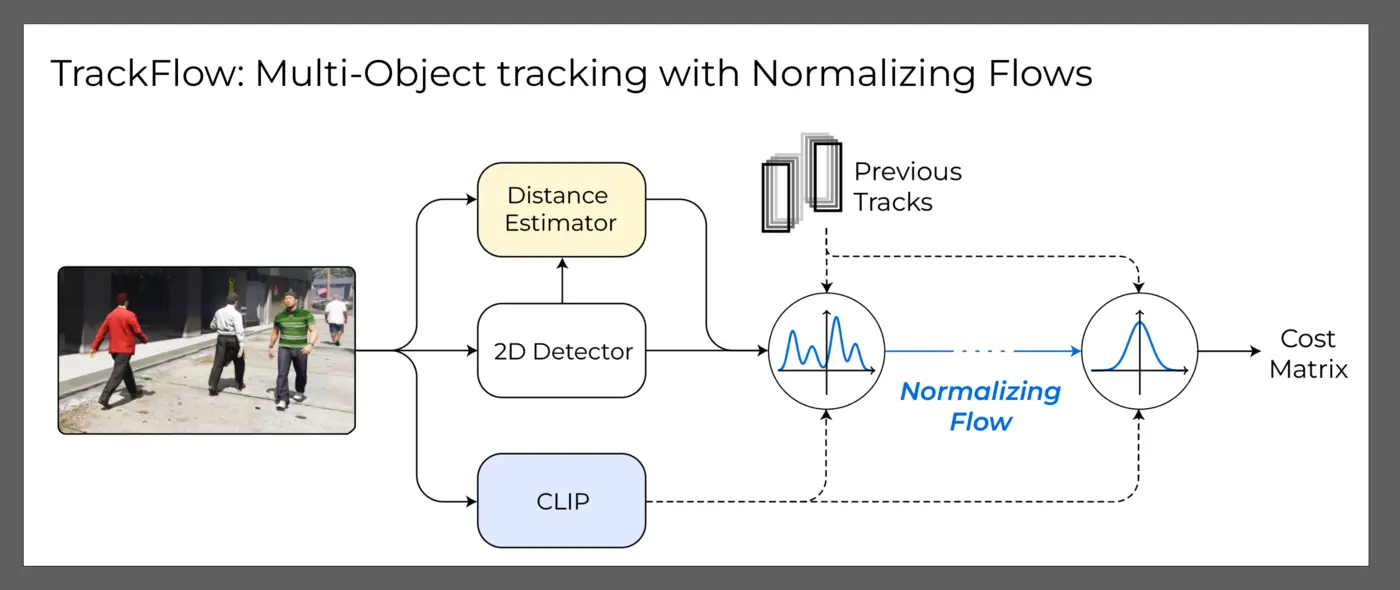 TrackFlow: Multi-Object tracking with Normalizing Flows
Distance
Estimator
Previous
Tracks
2D Detector
Normalizing
Flow
Cost
Matrix
CLIP